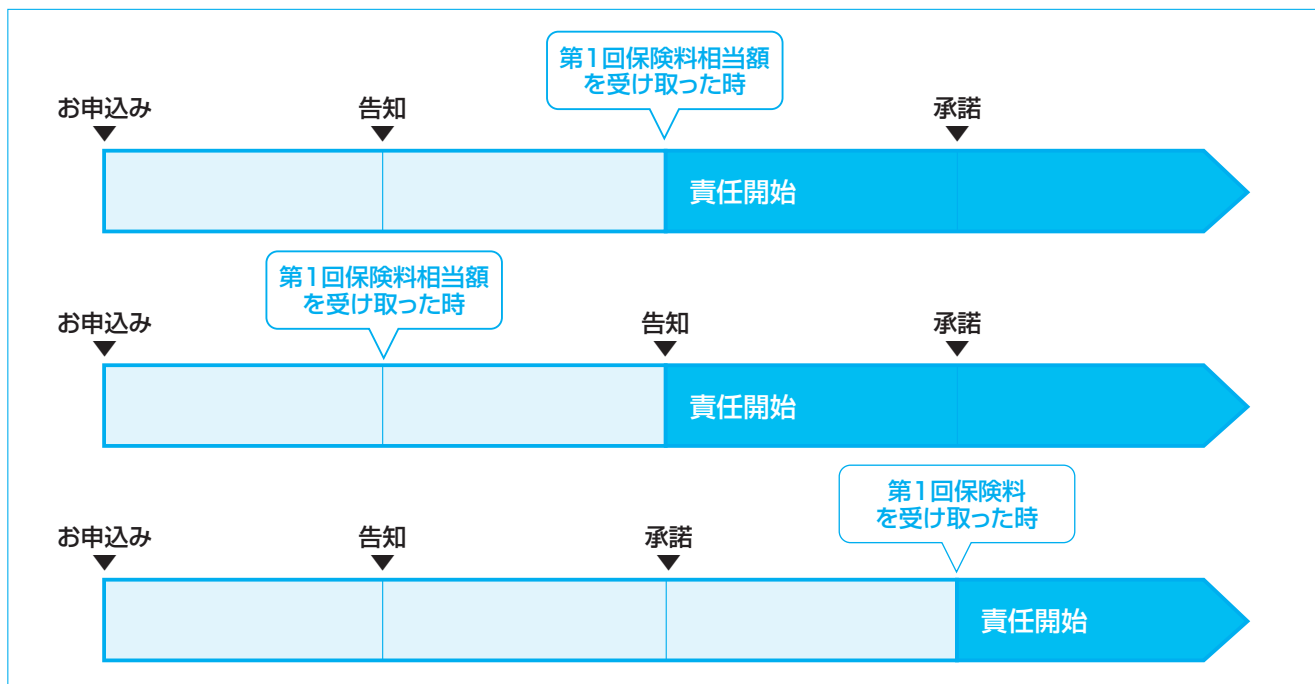 第1回保険料相当額
を受け取った時
お申込み
告知
承諾
責任開始
第1回保険料相当額
を受け取った時
お申込み
告知
承諾
責任開始
第1回保険料
を受け取った時
お申込み
告知
承諾
責任開始